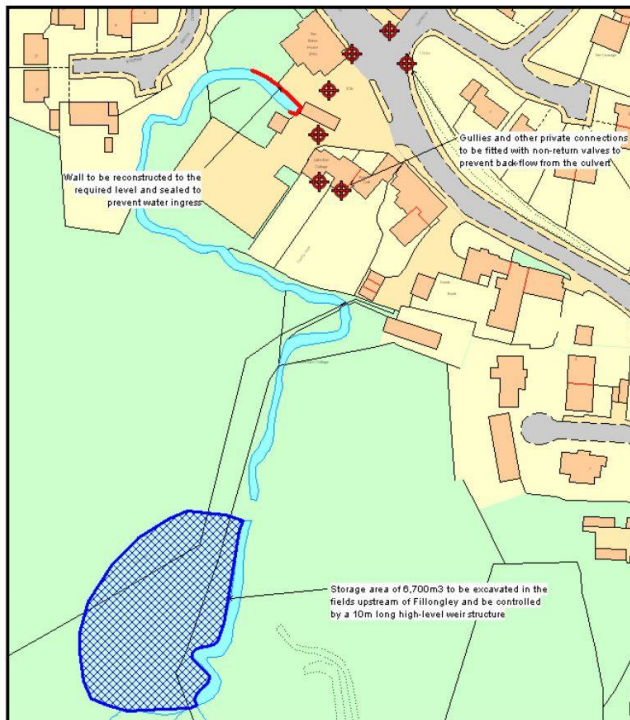 Gullies and other private connections
to be fitted with non-return valves to
prevent back-flow from the culvert
Wall to be reconstructed to the
required level and sealed to
prevent water ingress
Storage area of 6,700m3 to be excavated in the
fields upstream of Fillongley and be controlled
by a 10m long high-level weir structure